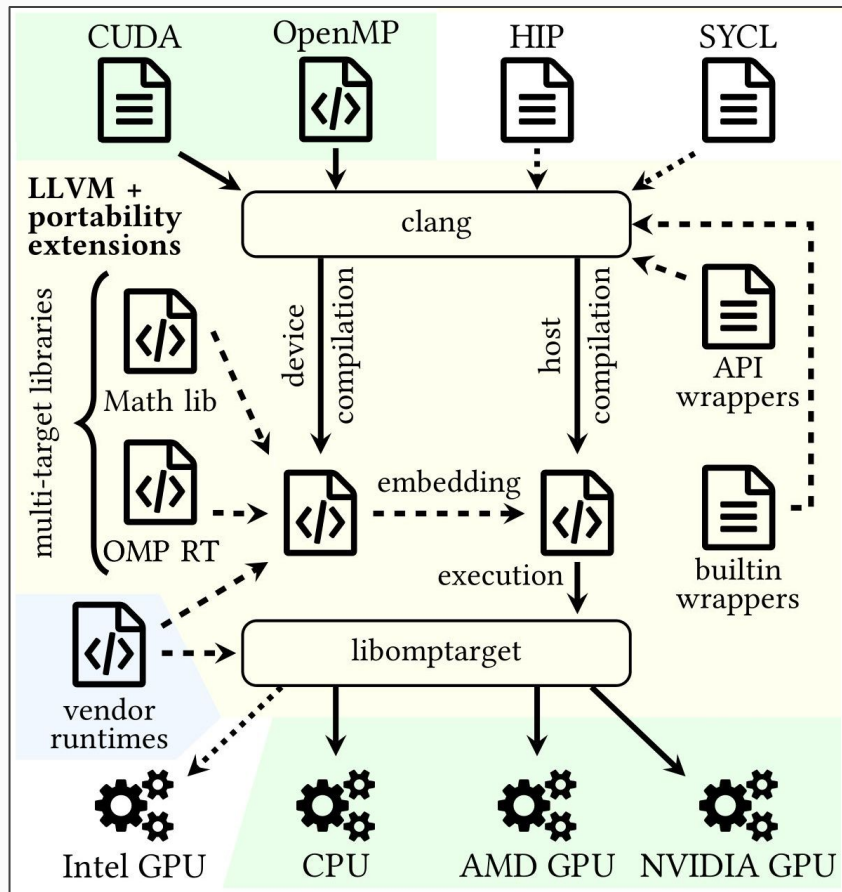 CUDA
OpenMP
HIP
SYCL
</>
LLVM +
portability
extensions
clang
multi-target libraries
</>
Math lib
device
compilation
host
compilation
API
wrappers
</>
OMP RT
</>
embedding
</>
builtin
wrappers
execution
</>
vendor
runtimes
libomptarget
Intel GPU
CPU
AMD GPU
NVIDIA GPU